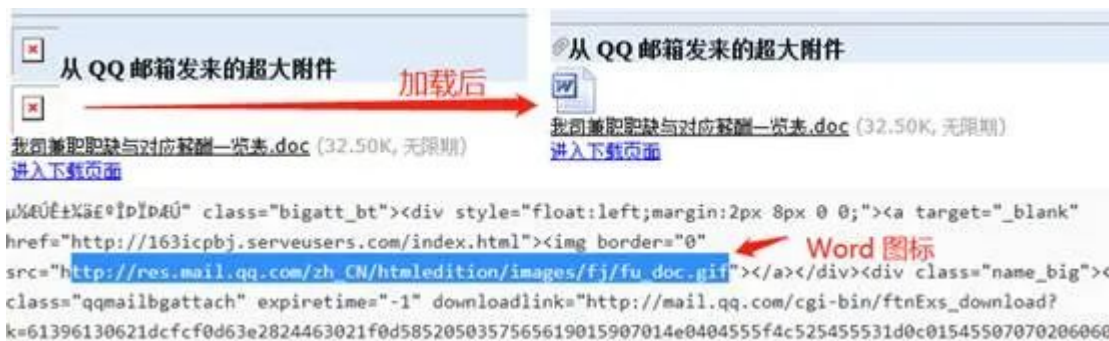 从 QQ 邮箱发来的超大附件
加载后
我司兼职职缺与对应薪酬一览表.doc (32.50K, 无限期)
进入下载页面
从 QQ 邮箱发来的超大附件
我司兼职职缺与对应薪酬一览表.doc (32.50K, 无限期)
进入下载页面
class="bigatt_bt"><div style="float:left;margin:2px 8px 0 0;"><a target="_blank"
href="http://163icpbj.serveusers.com/index.html"><img border="0"
Word 图标
src="http://res.mail.qq.com/zh_CN/htmledition/images/fj/fu_doc.gif"></a></div><div class="name_big"><
class="qqmailbgattach" expiretime="-1" downloadlink="http://mail.qq.com/cgi-bin/ftnExs_download?